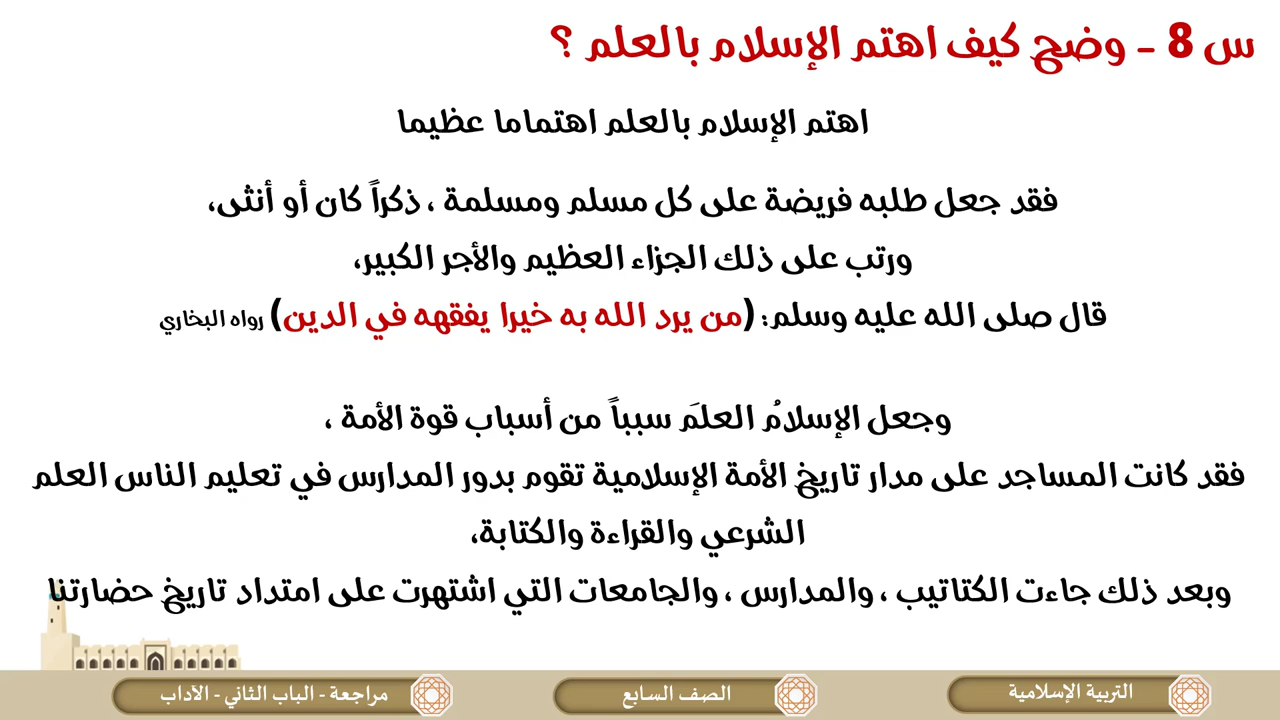 س 8 - وضح كيف اهتم الإسلام بالعلم ؟
اهتم الإسلام بالعلم اهتماما عظيما
فقد جعل طلبه فريضة على كل مسلم ومسلمة ، ذكراً كان أو أنثى،
ورتب على ذلك الجزاء العظيم والأجر الكبير،
قال صلى الله عليه وسلم: (من يرد الله به خيرا يفقهه في الدين) رواه البخاري
وجعل الإسلامُ العلمَ سبباً من أسباب قوة الأمة ،
فقد كانت المساجد على مدار تاريخ الأمة الإسلامية تقوم بدور المدارس في تعليم الناس العلم
الشرعي والقراءة والكتابة،
وبعد ذلك جاءت الكتاتيب ، والمدارس ، والجامعات التي اشتهرت على امتداد تاريخ حضارتنا
التربية الإسلامية
الصف السابع
مراجعة - الباب الثاني - الآداب